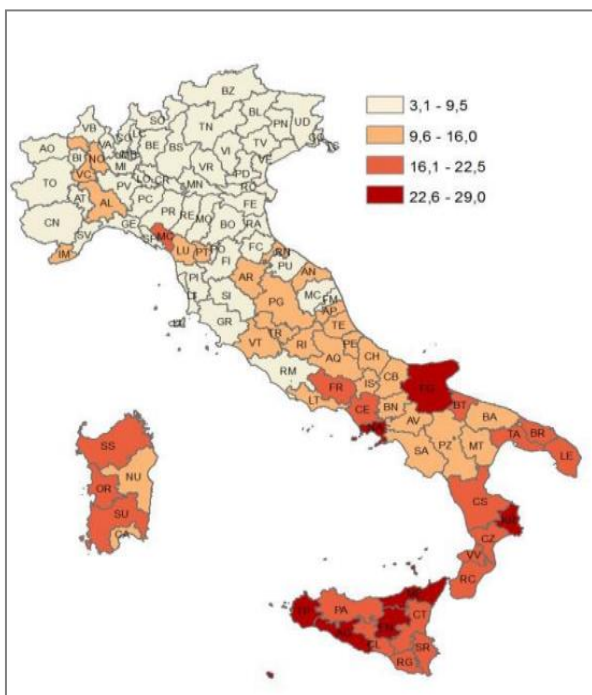 3,1 - 9,5
9,6 - 16,0
16,1 - 22,5
22,6 - 29,0
BZ
SO
BL
VB
TN
PN
UD
AO
VA
BE
BS
VI
TV
BI
NO
MI
VR
PD
VE
TO
VC
LO
CR
MN
RO
AT
PV
PC
AL
PR
RE
MO
FE
CN
GE
BO
RA
SV
SP
MC
FC
RN
IM
LU
PT
PO
FI
PU
AN
PI
AR
MC
FM
LI
SI
PG
AP
GR
TE
TR
VT
RI
PE
AQ
CH
RM
FR
IS
CB
LT
CE
BN
BT
BA
AV
SA
PZ
MT
TA
BR
LE
SS
NU
OR
SU
CA
CS
CZ
VV
RC
PA
CT
CL
SR
RG